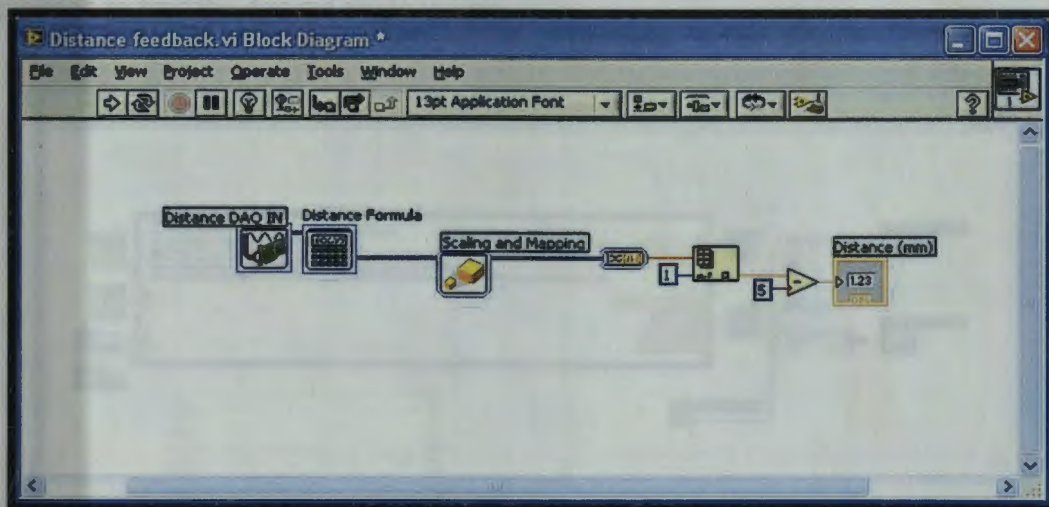 Distance feedback.vi Block Diagram *
File Edit View Project Operate Tools Window Help
13pt Application Font
?
Distance DAQ IN
Distance Formula
Scaling and Mapping
1
5
Distance (mm)
1.23